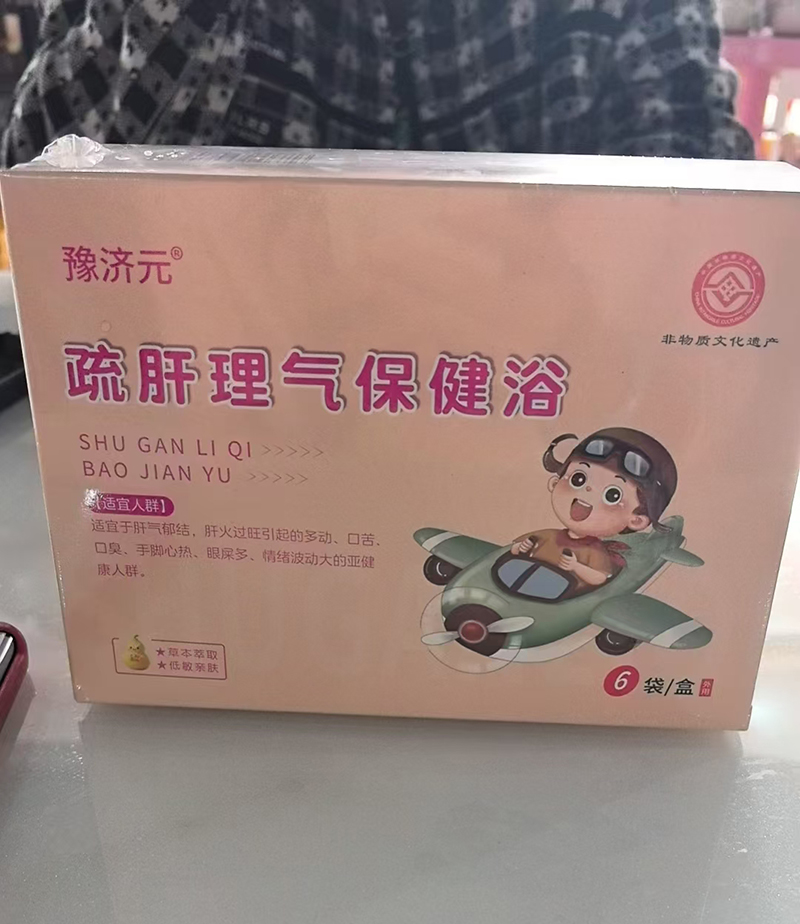 豫济元®
非物质文化遗产
疏肝理气保健浴
SHU GAN LI QI >>>>>
BAO JIAN YU >>>>>
【适宜人群】
适宜于肝气郁结,肝火过旺引起的多动、口苦、
口臭、手脚心热、眼屎多、情绪波动大的亚健
康人群。
★草本萃取
★低敏亲肤
6袋/盒
外用